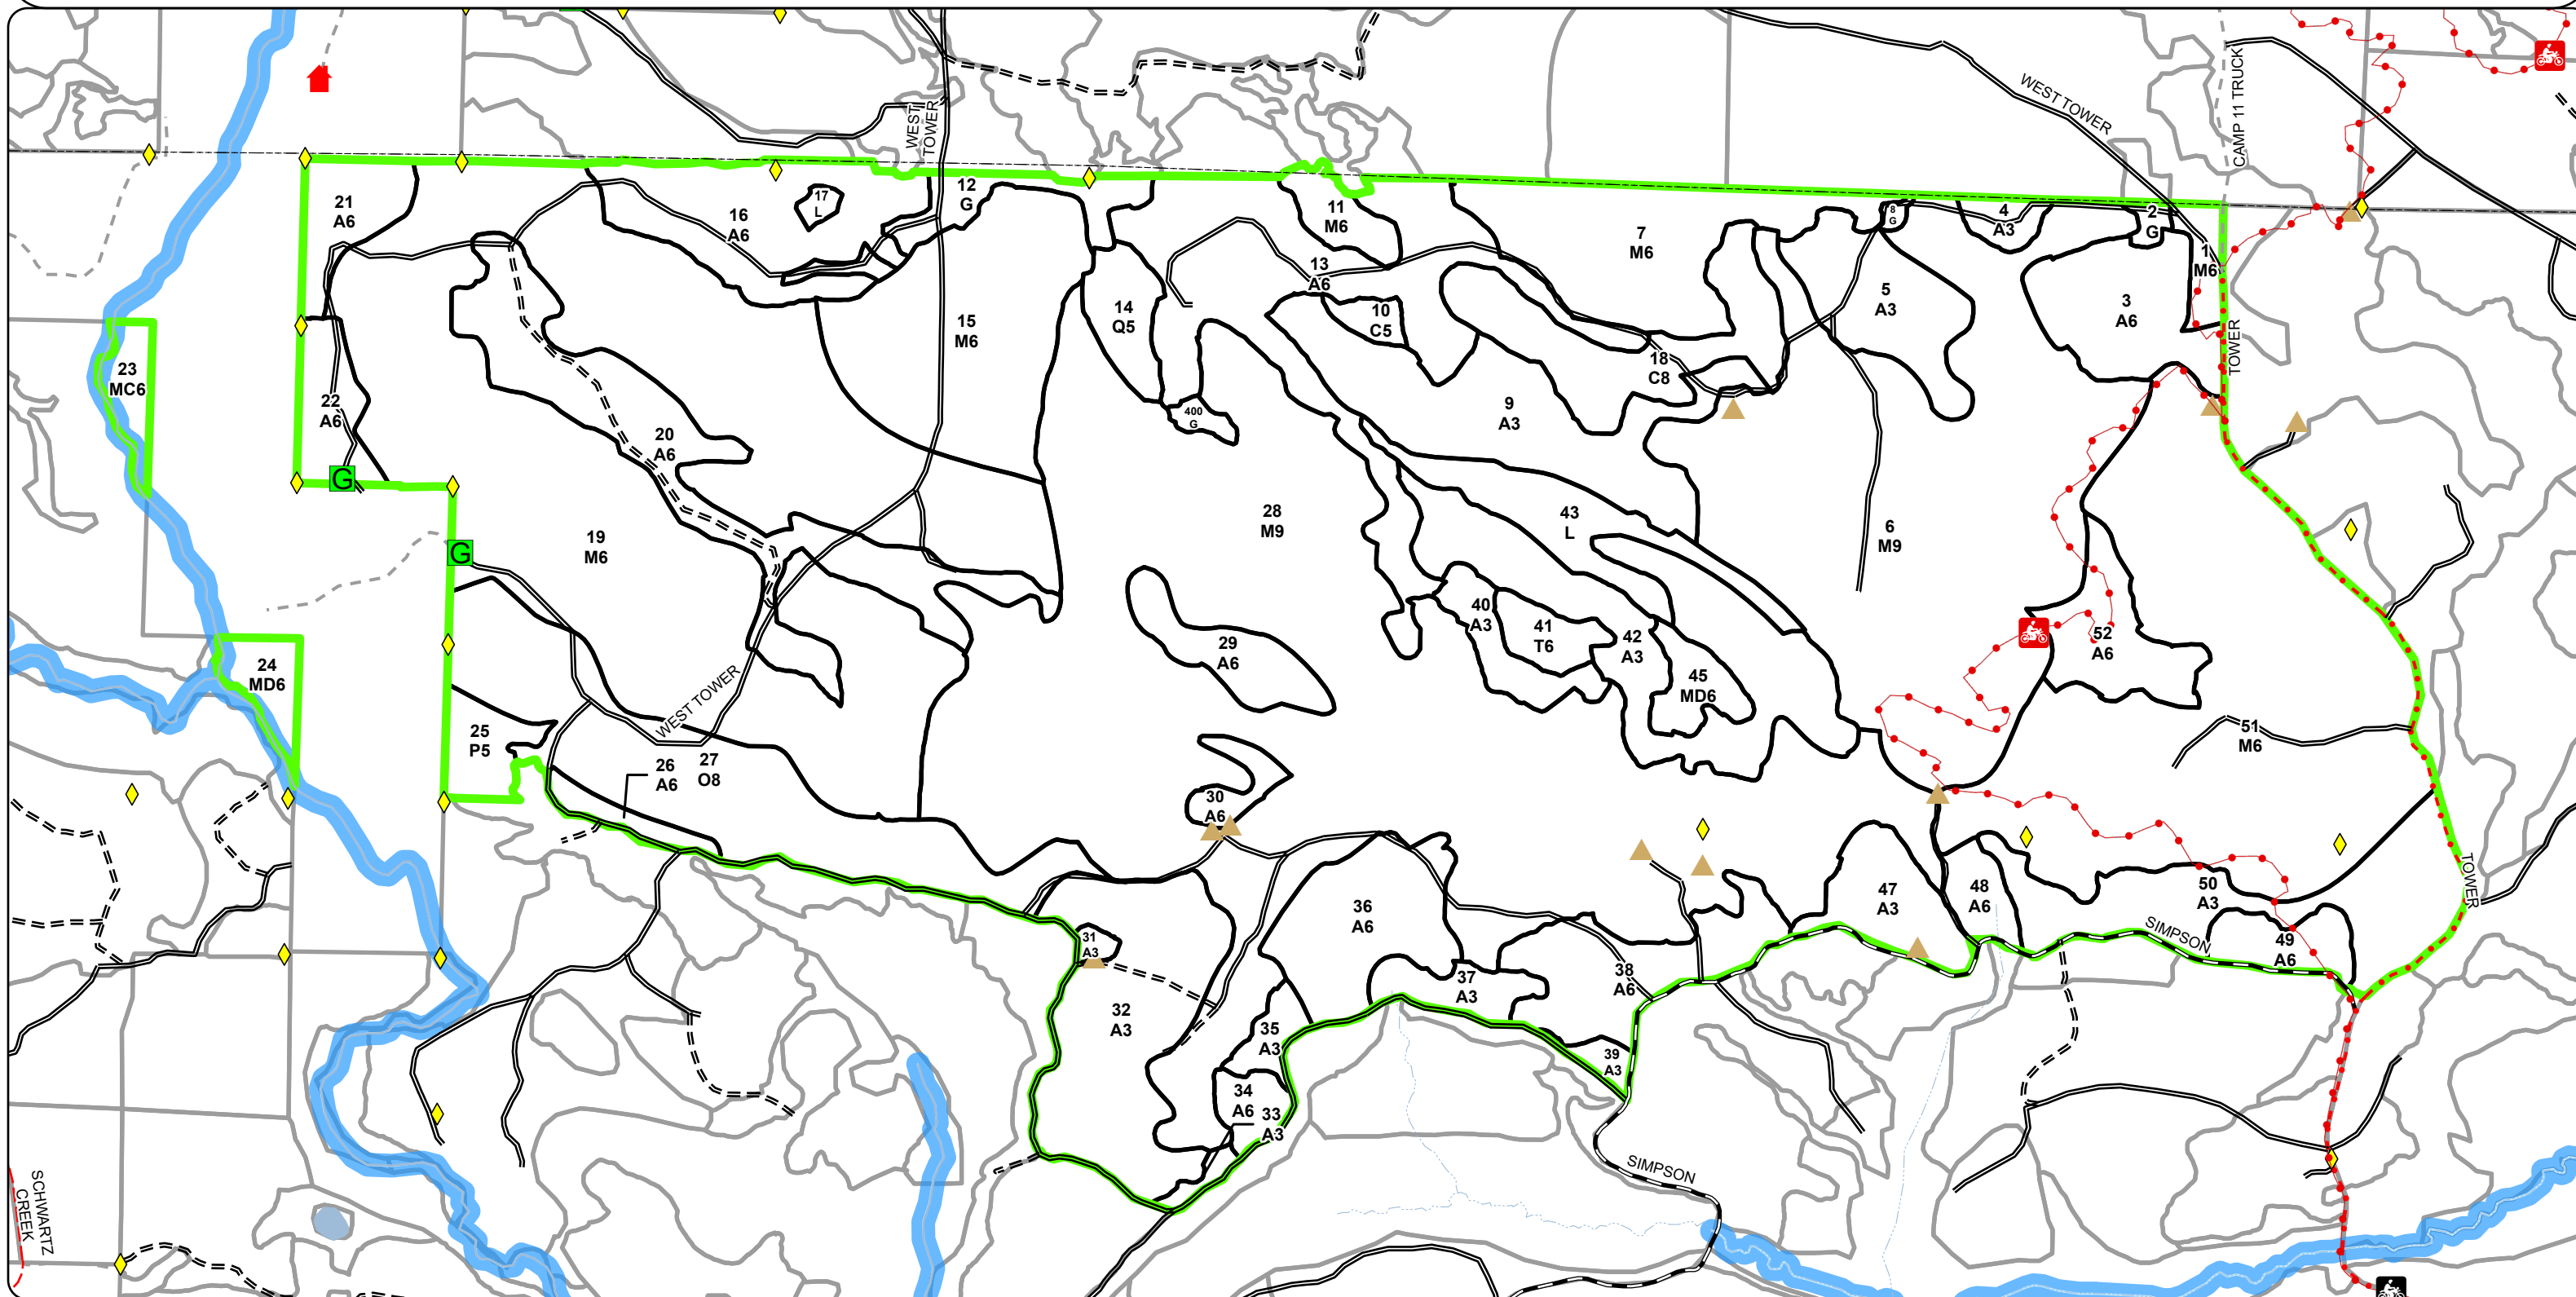 WEST
TOWER
WEST TOWER
CAMP 11 TRUCK
21
A6
16
A6
17
L
12
G
11
M6
7
M6
8
G
4
A3
2
G
1
M6
13
A6
5
A3
3
A6
14
Q5
10
C5
15
M6
TOWER
23
MC6
22
A6
18
C8
9
A3
400
G
20
A6
G
28
M9
43
L
6
M9
19
M6
G
40
A3
41
T6
42
A3
29
A6
52
A6
24
MD6
45
MD6
WEST TOWER
25
P5
51
M6
26
A6
27
O8
30
A6
TOWER
47
A3
48
A6
50
A3
36
A6
SIMPSON
31
A3
49
A6
38
A6
37
A3
32
A3
35
A3
39
A3
34
A6
33
A3
SIMPSON
SCHWARTZ
CREEK